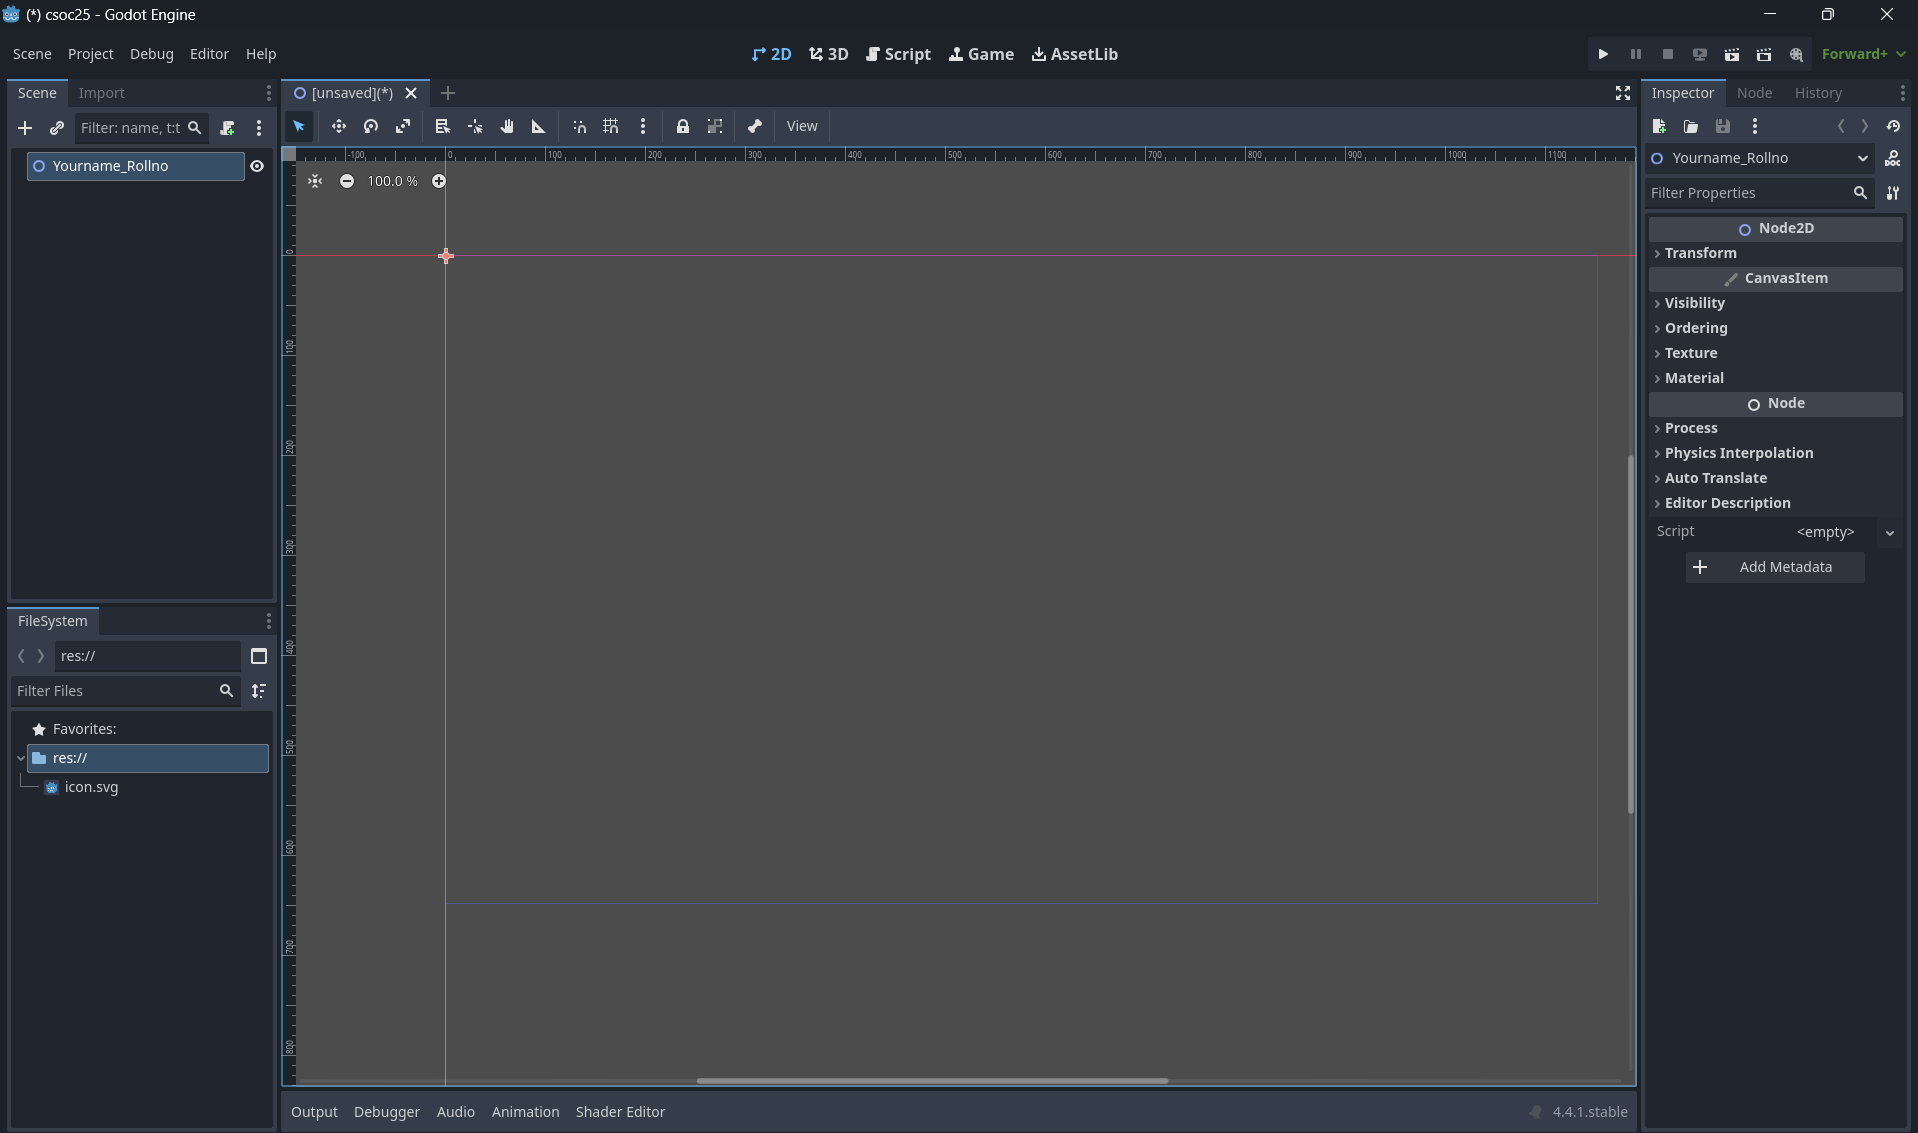 (*) csoc25 - Godot Engine
Scene Project Debug Editor Help
2D 3D Script Game AssetLib
Forward+
Scene Import
[unsaved](*)
Inspector Node History
Filter: name, t:t
View
Yourname_Rollno
Yourname_Rollno
Filter Properties
-100 0 100 200 300 400 500 600 700 800 900 1000 1100
100.0 %
0
100
200
300
400
500
600
700
800
Node2D
Transform
CanvasItem
Visibility
Ordering
Texture
Material
Node
Process
Physics Interpolation
Auto Translate
Editor Description
Script <empty>
Add Metadata
FileSystem
res://
Filter Files
Favorites:
res://
icon.svg
Output Debugger Audio Animation Shader Editor
4.4.1.stable